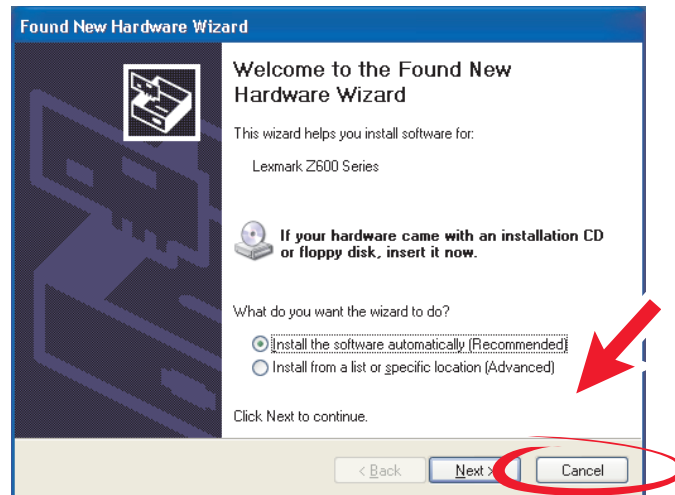 Found New Hardware Wizard
Welcome to the Found New
Hardware Wizard
This wizard helps you install software for:
Lexmark Z600 Series
If your hardware came with an installation CD
or floppy disk, insert it now.
What do you want the wizard to do?
Install the software automatically (Recommended)
Install from a list or specific location (Advanced)
Click Next to continue.
< Back Next > Cancel